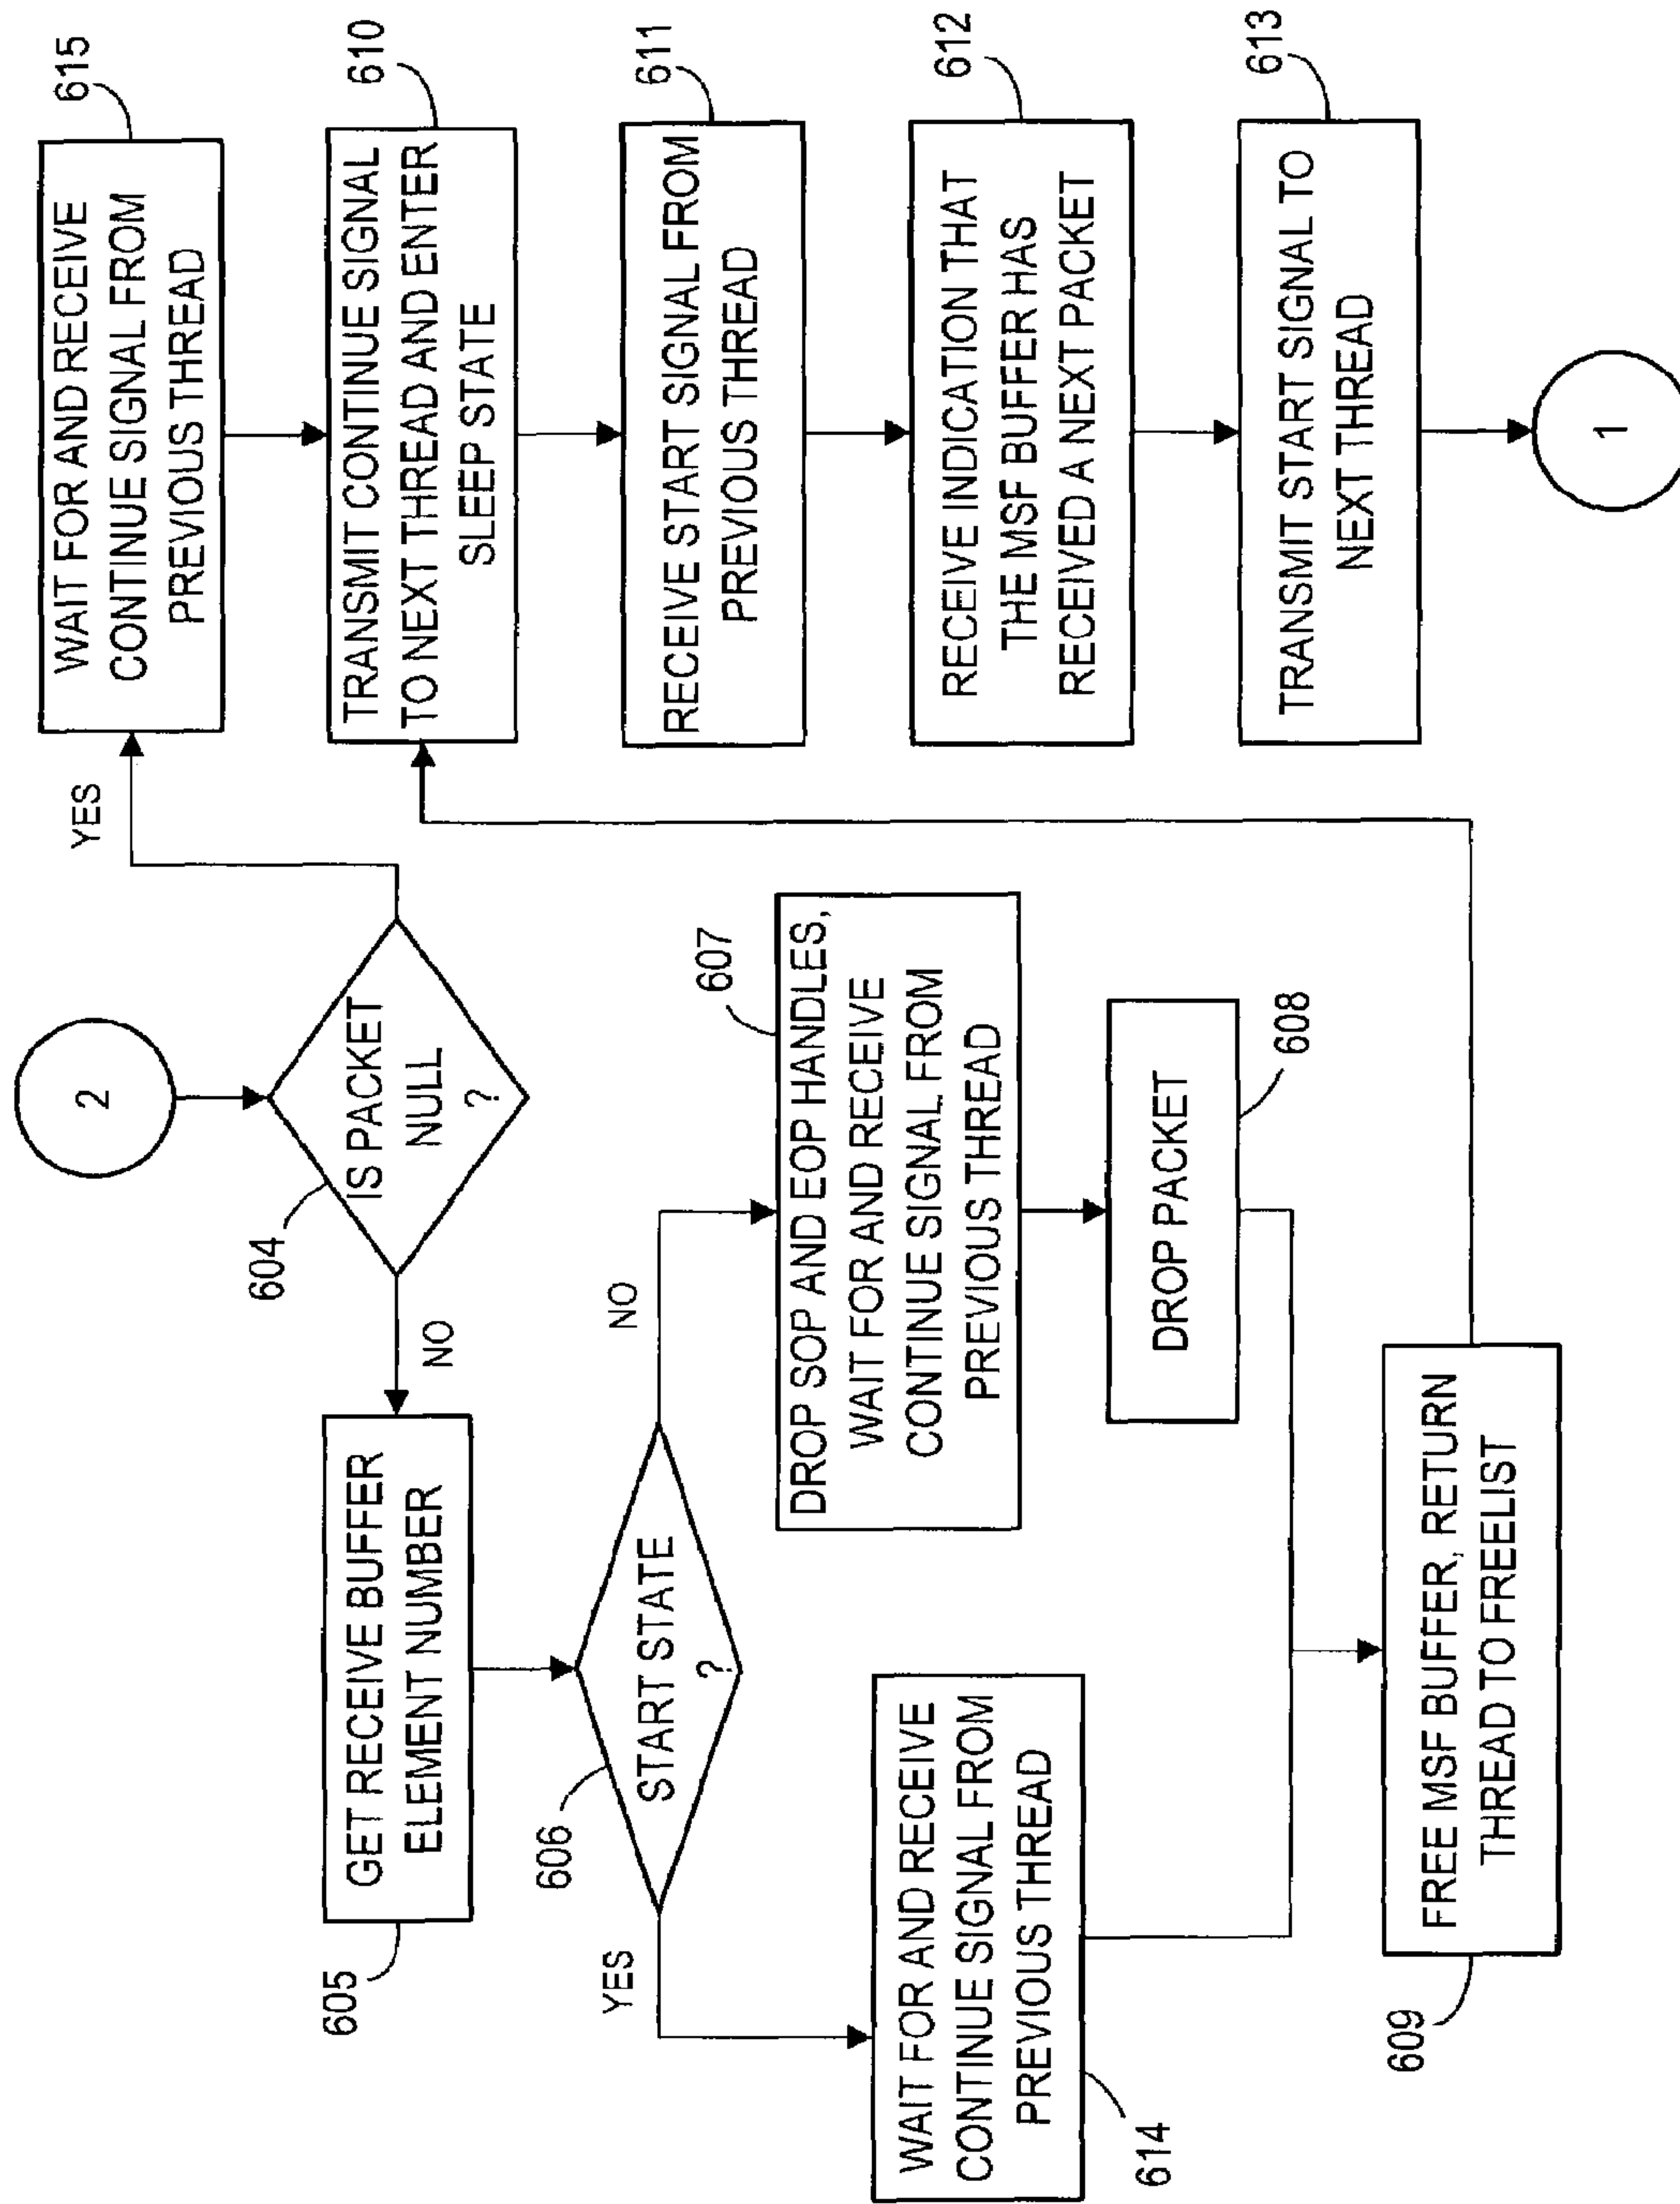 2
604
IS PACKET
NULL
?
YES
NO
605
GET RECEIVE BUFFER
ELEMENT NUMBER
606
START STATE
?
YES
NO
614
WAIT FOR AND RECEIVE
CONTINUE SIGNAL FROM
PREVIOUS THREAD
607
DROP SOP AND EOP HANDLES,
WAIT FOR AND RECEIVE
CONTINUE SIGNAL FROM
PREVIOUS THREAD
608
DROP PACKET
609
FREE MSF BUFFER, RETURN
THREAD TO FREELIST
615
WAIT FOR AND RECEIVE
CONTINUE SIGNAL FROM
PREVIOUS THREAD
610
TRANSMIT CONTINUE SIGNAL
TO NEXT THREAD AND ENTER
SLEEP STATE
611
RECEIVE START SIGNAL FROM
PREVIOUS THREAD
612
RECEIVE INDICATION THAT
THE MSF BUFFER HAS
RECEIVED A NEXT PACKET
613
TRANSMIT START SIGNAL TO
NEXT THREAD
1